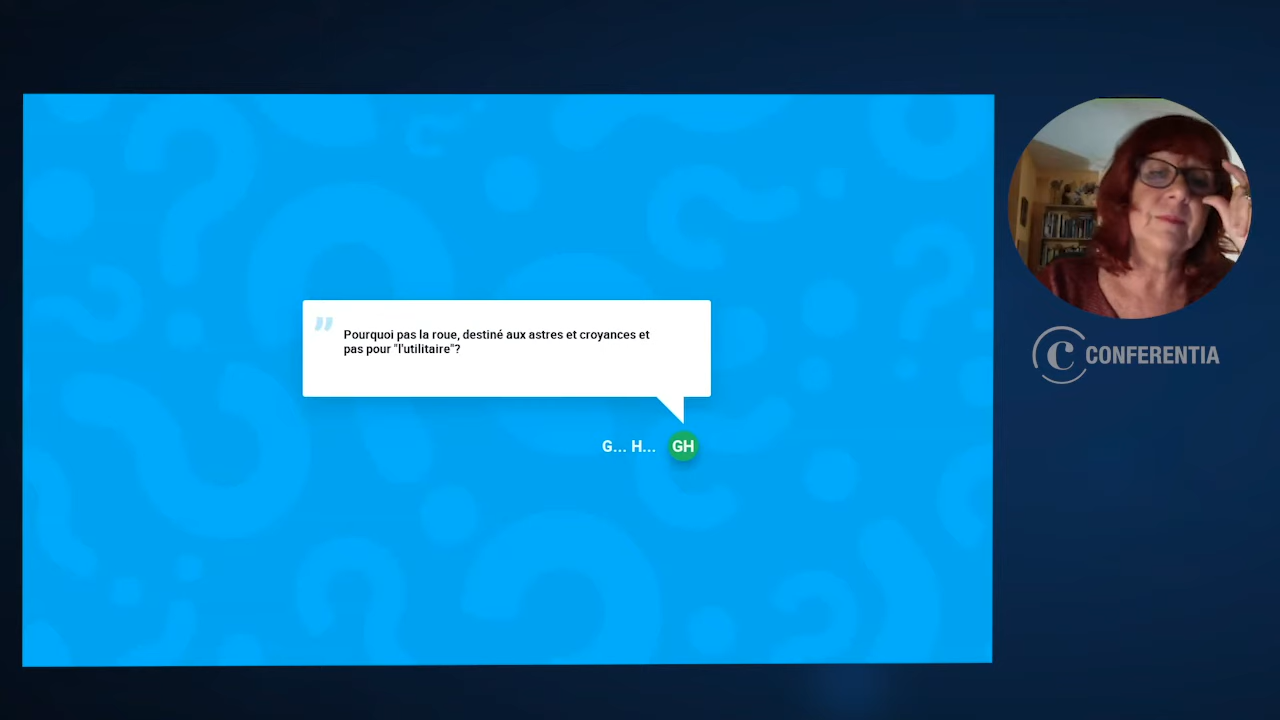 ”
Pourquoi pas la roue, destiné aux astres et croyances et
pas pour "l'utilitaire"?
G... H... GH
C CONFERENTIA